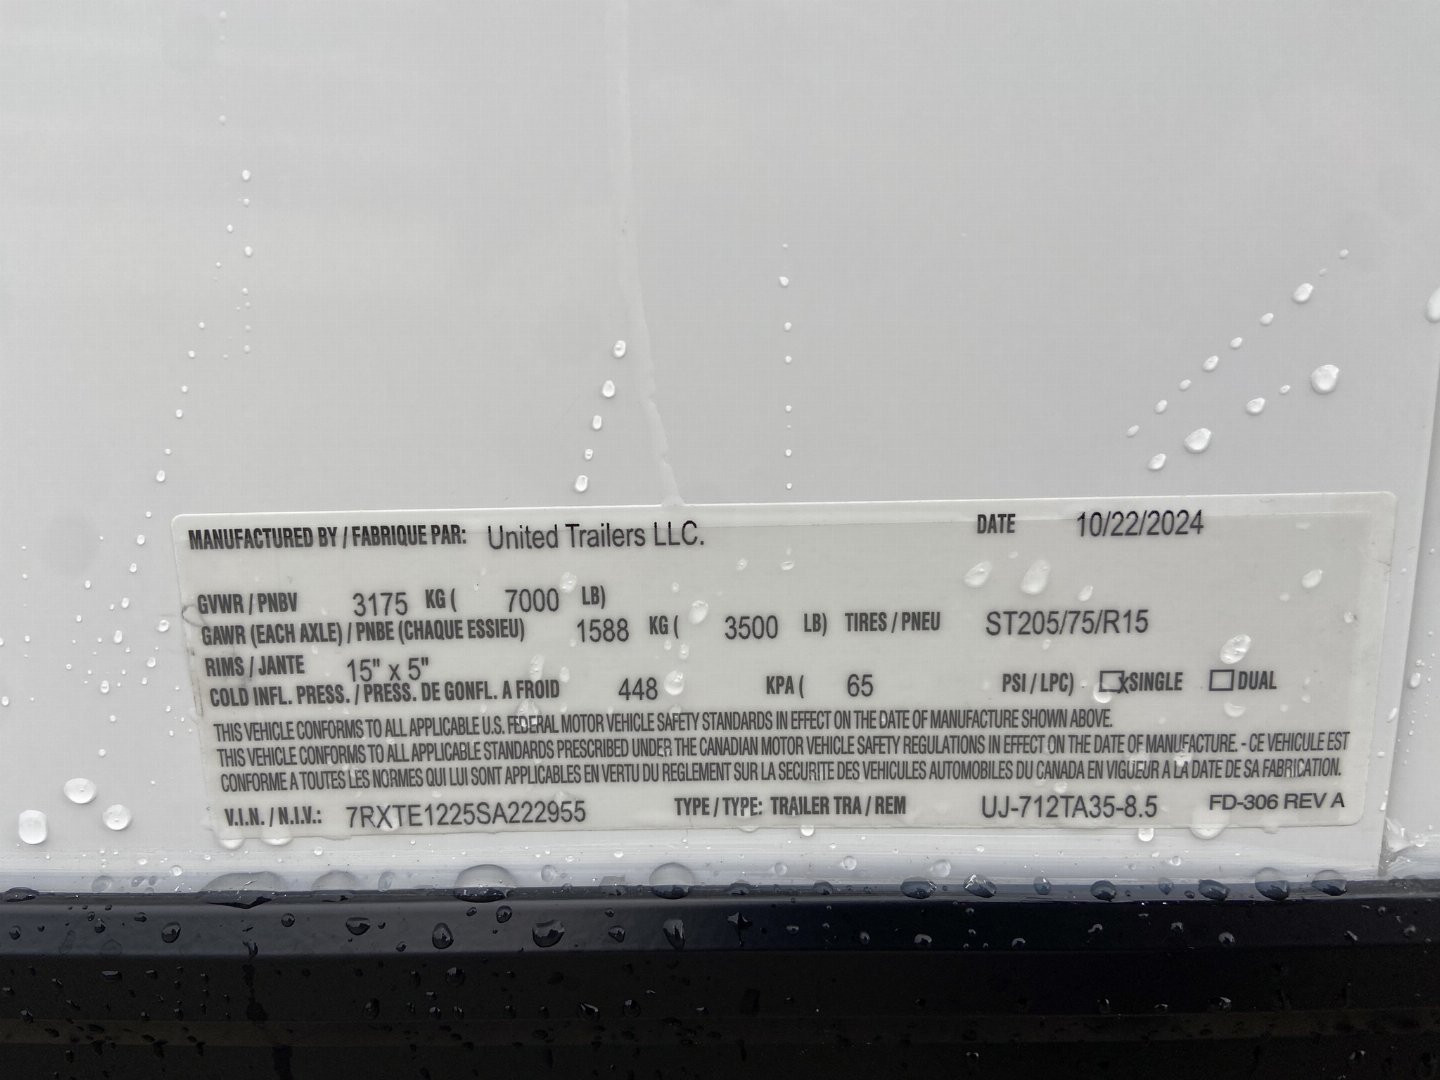 MANUFACTURED BY / FABRIQUE PAR: United Trailers LLC. DATE 10/22/2024
GVWR / PNBV 3175 KG ( 7000 LB)
GAWR (EACH AXLE) / PNBE (CHAQUE ESSIEU) 1588 KG ( 3500 LB) TIRES / PNEU ST205/75/R15
RIMS / JANTE 15" x 5"
COLD INFL. PRESS. / PRESS. DE GONFL. A FROID 448 KPA ( 65 PSI / LPC) X SINGLE DUAL
THIS VEHICLE CONFORMS TO ALL APPLICABLE U.S. FEDERAL MOTOR VEHICLE SAFETY STANDARDS IN EFFECT ON THE DATE OF MANUFACTURE SHOWN ABOVE.
THIS VEHICLE CONFORMS TO ALL APPLICABLE STANDARDS PRESCRIBED UNDER THE CANADIAN MOTOR VEHICLE SAFETY REGULATIONS IN EFFECT ON THE DATE OF MANUFACTURE. - CE VEHICULE EST
CONFORME A TOUTES LES NORMES QUI LUI SONT APPLICABLES EN VERTU DU REGLEMENT SUR LA SECURITE DES VEHICULES AUTOMOBILES DU CANADA EN VIGUEUR A LA DATE DE SA FABRICATION.
V.I.N. / N.I.V.: 7RXTE1225SA222955 TYPE / TYPE: TRAILER TRA / REM UJ-712TA35-8.5 FD-306 REV A